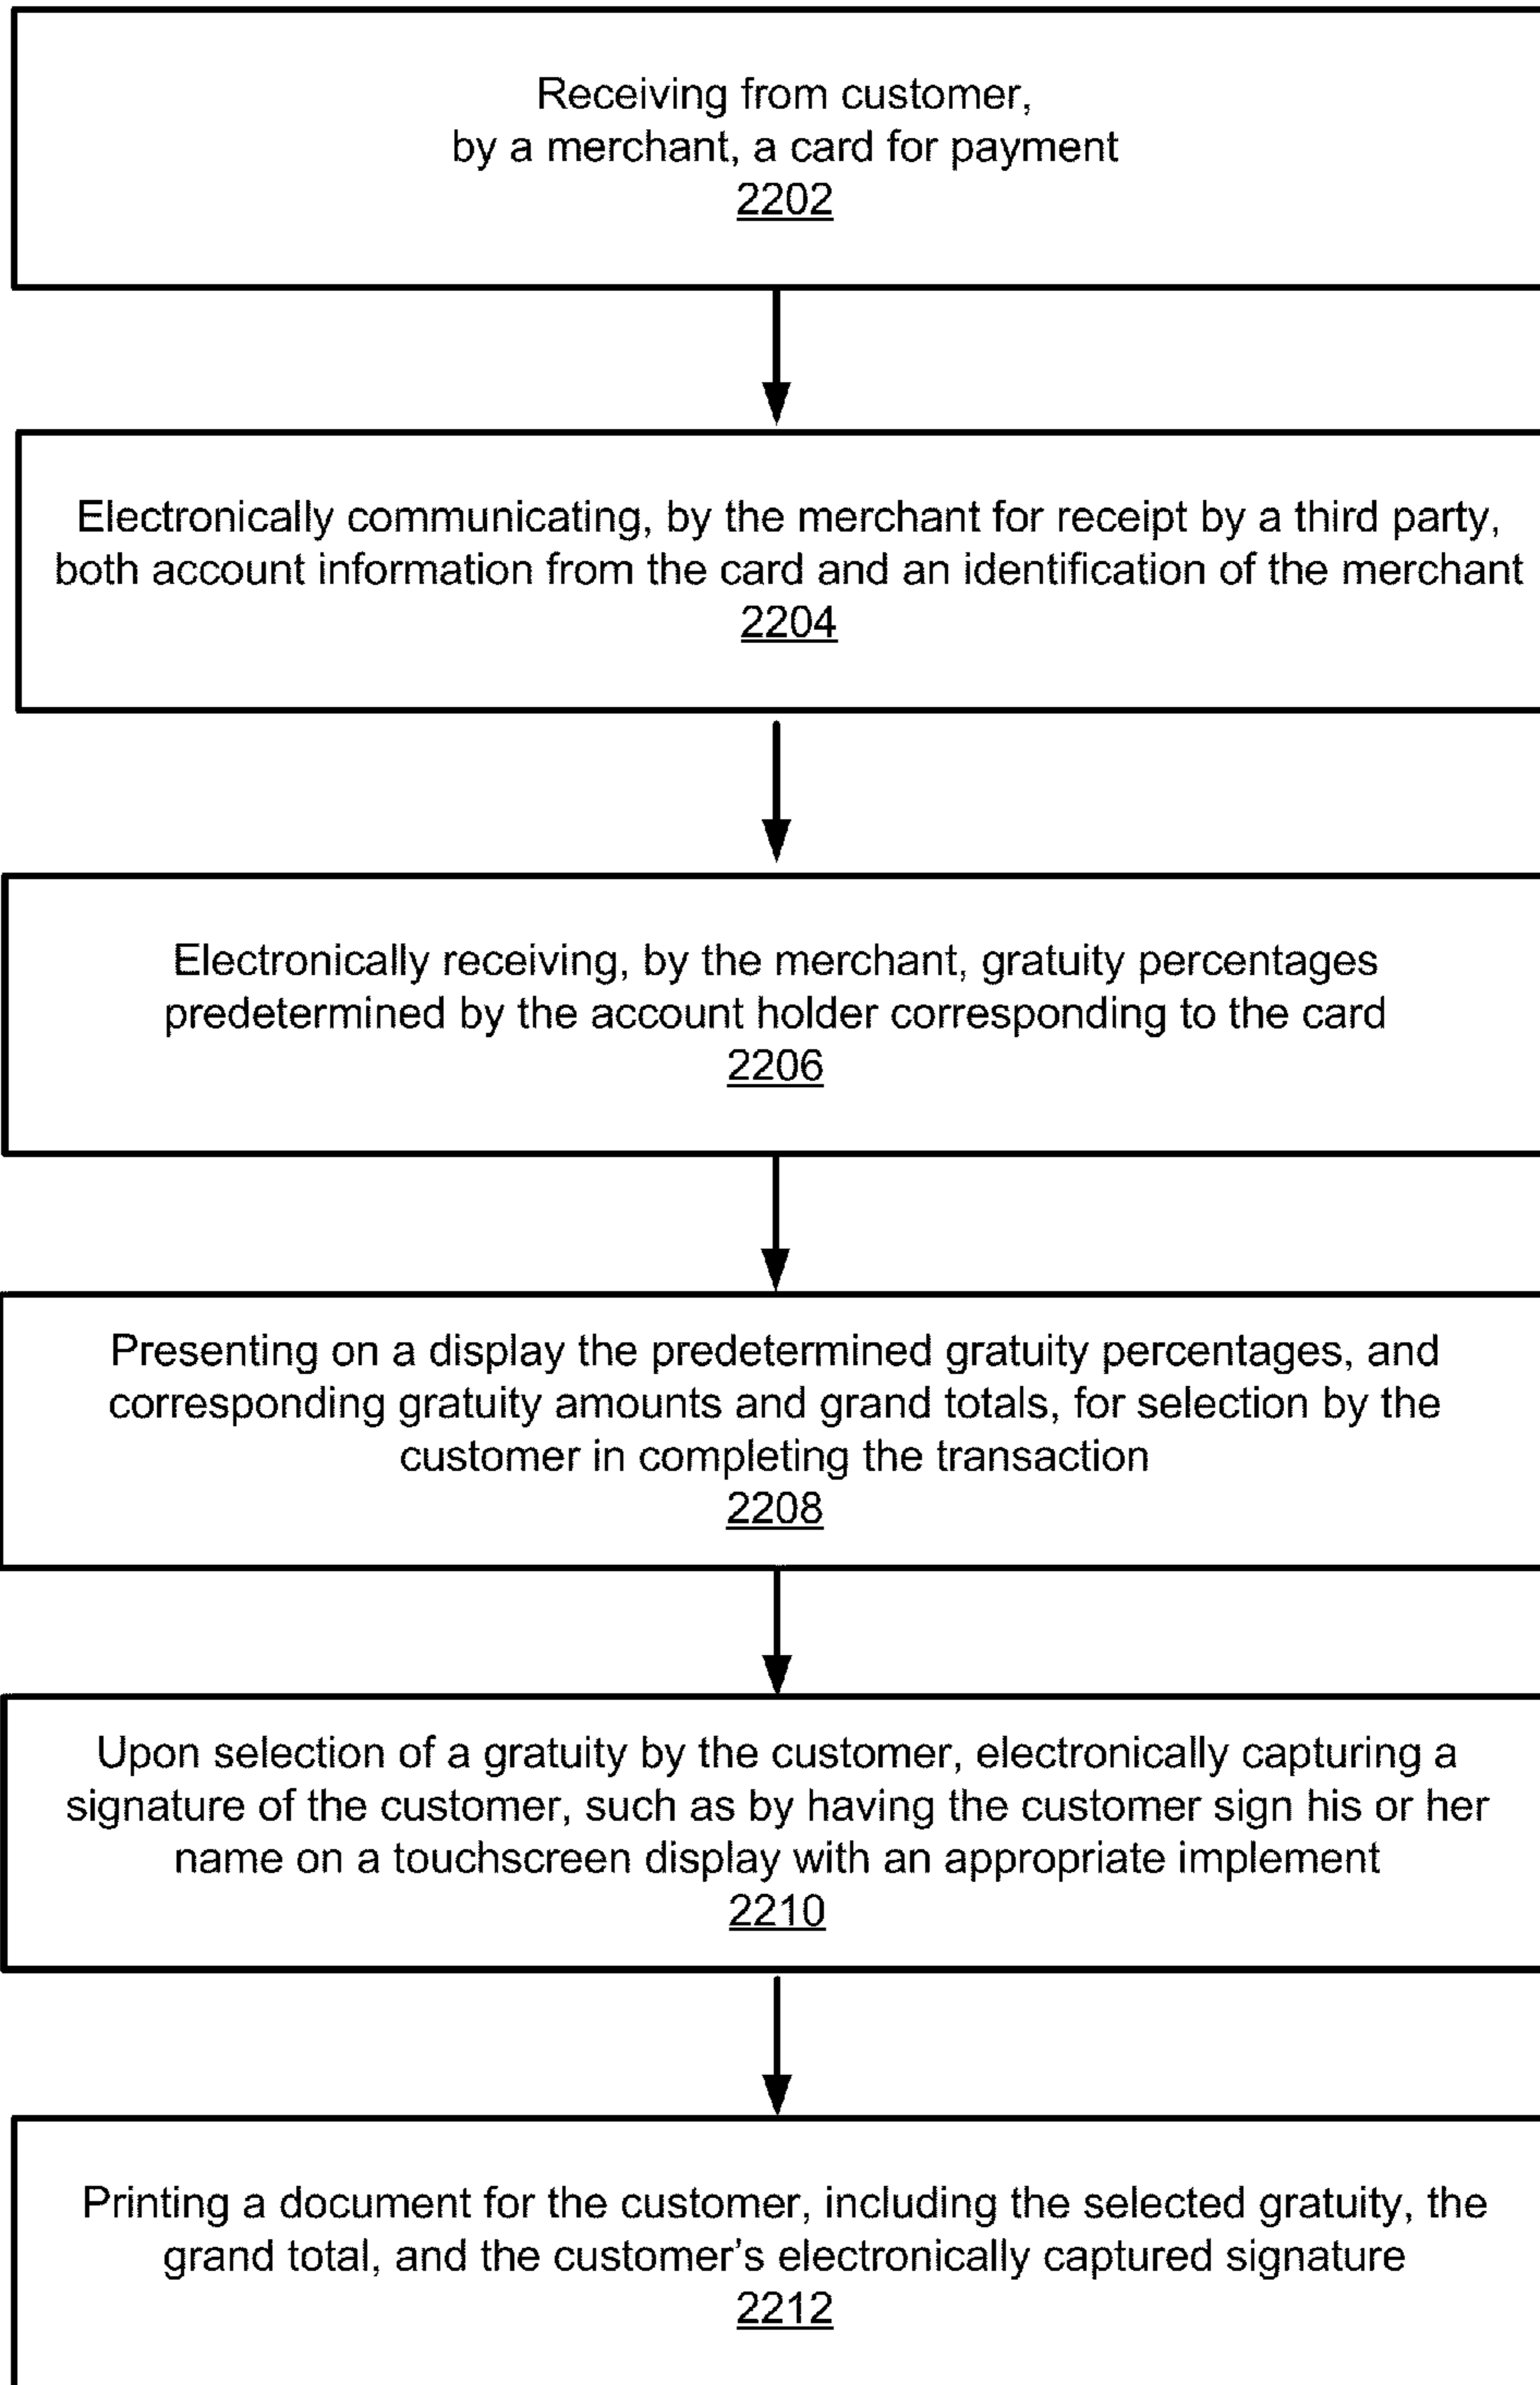 Receiving from customer,
by a merchant, a card for payment
2202
Electronically communicating, by the merchant for receipt by a third party,
both account information from the card and an identification of the merchant
2204
Electronically receiving, by the merchant, gratuity percentages
predetermined by the account holder corresponding to the card
2206
Presenting on a display the predetermined gratuity percentages, and
corresponding gratuity amounts and grand totals, for selection by the
customer in completing the transaction
2208
Upon selection of a gratuity by the customer, electronically capturing a
signature of the customer, such as by having the customer sign his or her
name on a touchscreen display with an appropriate implement
2210
Printing a document for the customer, including the selected gratuity, the
grand total, and the customer’s electronically captured signature
2212